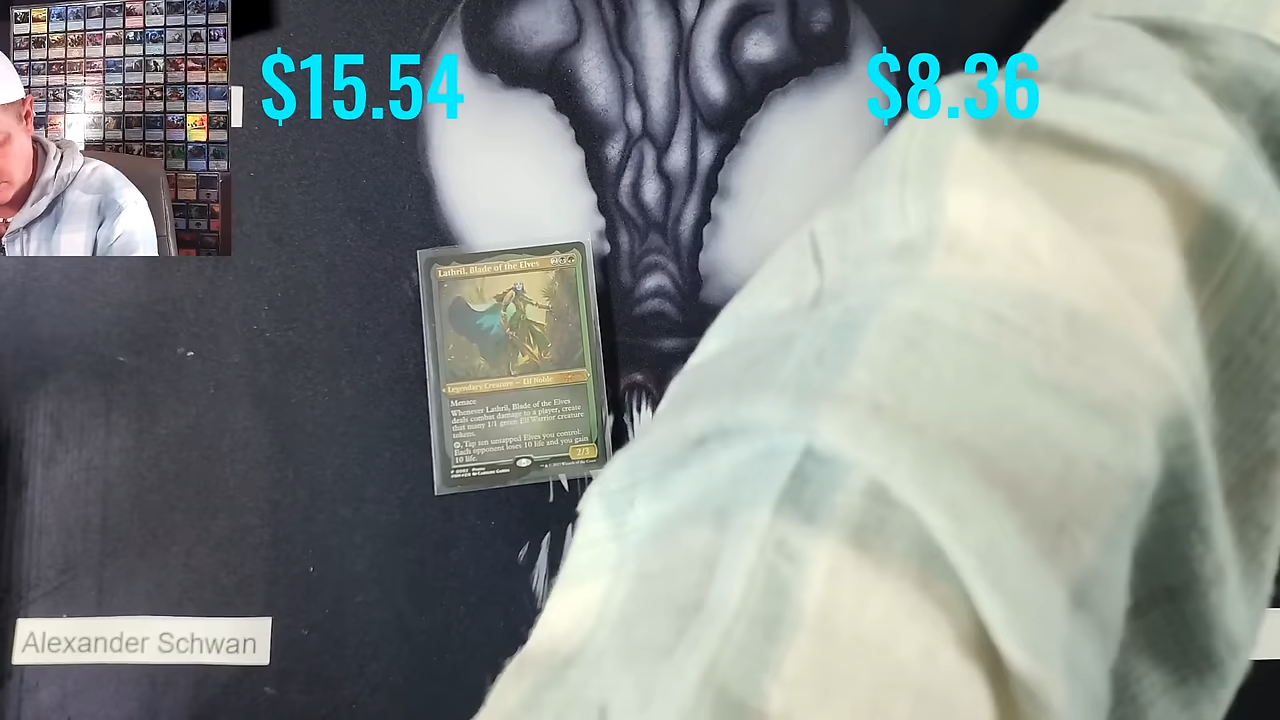 $15.54
$8.36
Lathril, Blade of the Elves
Legendary Creature — Elf Noble
Menace
Whenever Lathril, Blade of the Elves
deals combat damage to a player, create
that many 1/1 green Elf Warrior creature
tokens.
, Tap ten untapped Elves you control:
Each opponent loses 10 life and you gain
10 life.
2/3
Alexander Schwan